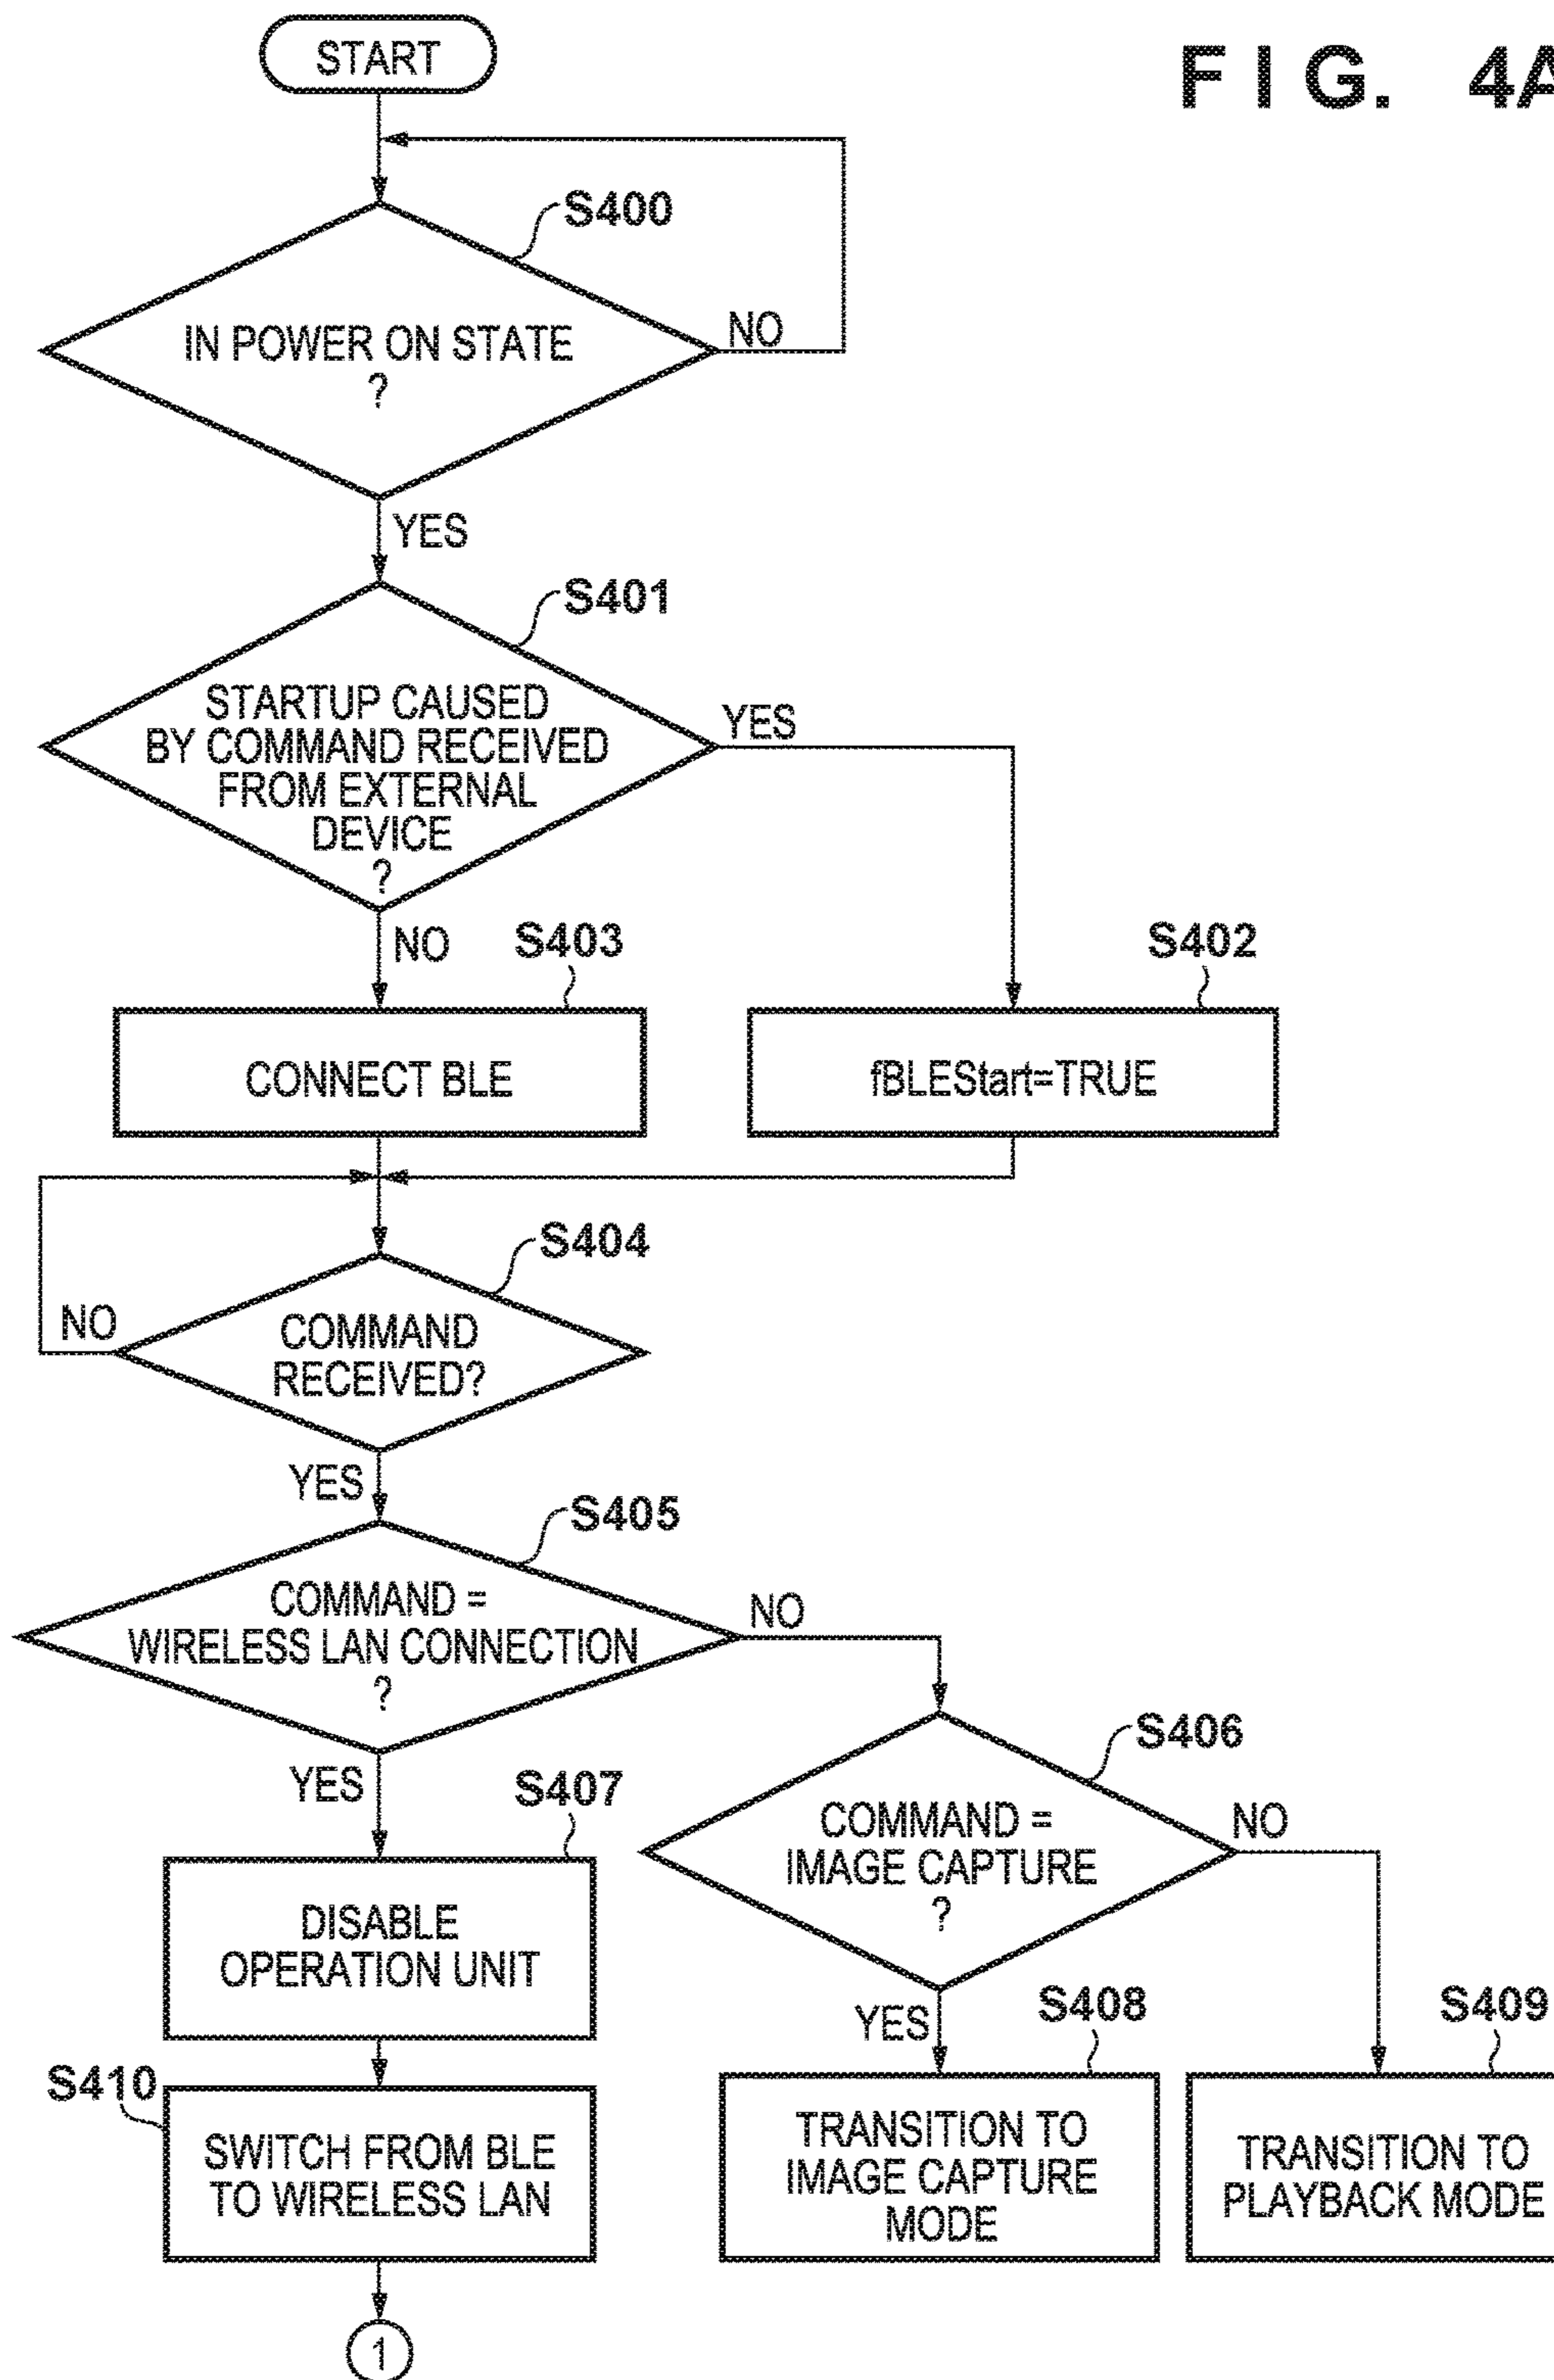 START
FIG. 4A
S400
IN POWER ON STATE
?
NO
YES
S401
STARTUP CAUSED
BY COMMAND RECEIVED
FROM EXTERNAL
DEVICE
?
YES
NO
S403
S402
CONNECT BLE
fBLEStart=TRUE
S404
NO
COMMAND
RECEIVED?
YES
S405
COMMAND =
WIRELESS LAN CONNECTION
?
NO
YES
S406
S407
COMMAND =
IMAGE CAPTURE
?
NO
DISABLE
OPERATION UNIT
YES
S408
S409
S410
SWITCH FROM BLE
TO WIRELESS LAN
TRANSITION TO
IMAGE CAPTURE
MODE
TRANSITION TO
PLAYBACK MODE
1